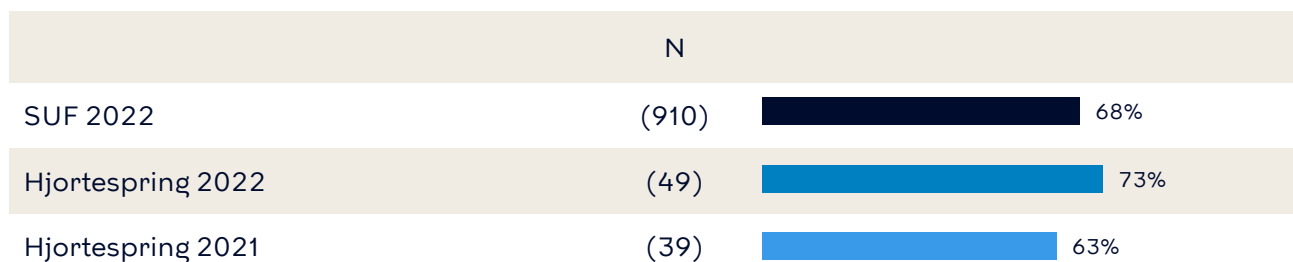 N
SUF 2022 (910) 68%
Hjortespring 2022 (49) 73%
Hjortespring 2021 (39) 63%